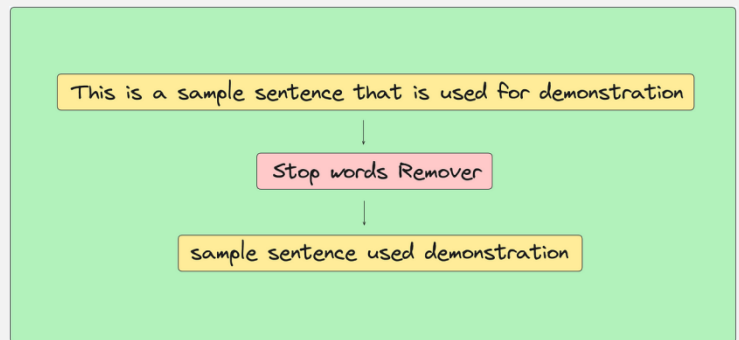 This is a sample sentence that is used for demonstration
Stop words Remover
sample sentence used demonstration